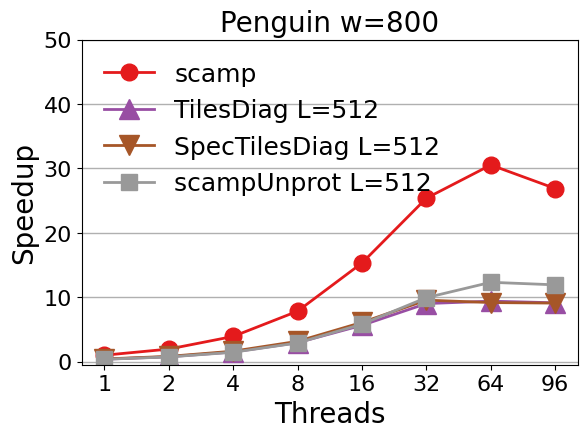 Penguin w=800
50
40
30
20
10
0
Speedup
scamp
TilesDiag L=512
SpecTilesDiag L=512
scampUnprot L=512
1 2 4 8 16 32 64 96
Threads